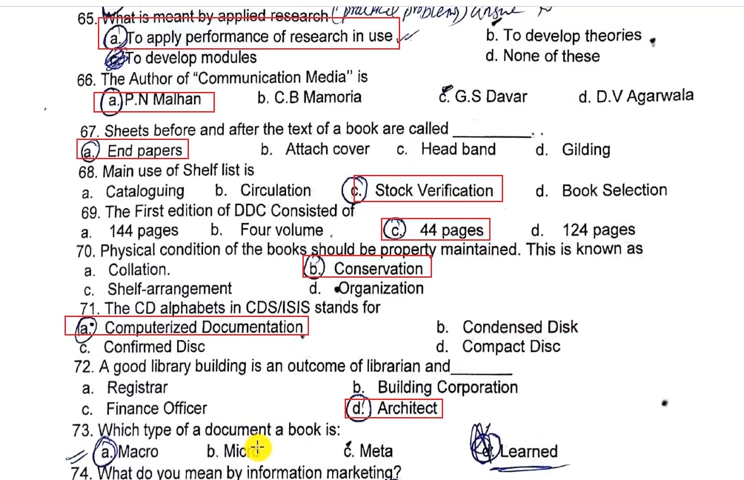 65. What is meant by applied research (practical problems)
a. To apply performance of research in use b. To develop theories
c. To develop modules d. None of these
66. The Author of "Communication Media" is
a. P.N Malhan b. C.B Mamoria c. G.S Davar d. D.V Agarwala
67. Sheets before and after the text of a book are called __________.
a. End papers b. Attach cover c. Head band d. Gilding
68. Main use of Shelf list is
a. Cataloguing b. Circulation c. Stock Verification d. Book Selection
69. The First edition of DDC Consisted of
a. 144 pages b. Four volume c. 44 pages d. 124 pages
70. Physical condition of the books should be property maintained. This is known as
a. Collation. b. Conservation
c. Shelf-arrangement d. Organization
71. The CD alphabets in CDS/ISIS stands for
a. Computerized Documentation b. Condensed Disk
c. Confirmed Disc d. Compact Disc
72. A good library building is an outcome of librarian and________
a. Registrar b. Building Corporation
c. Finance Officer d. Architect
73. Which type of a document a book is:
a. Macro b. Micro c. Meta d. Learned
74. What do you mean by information marketing?